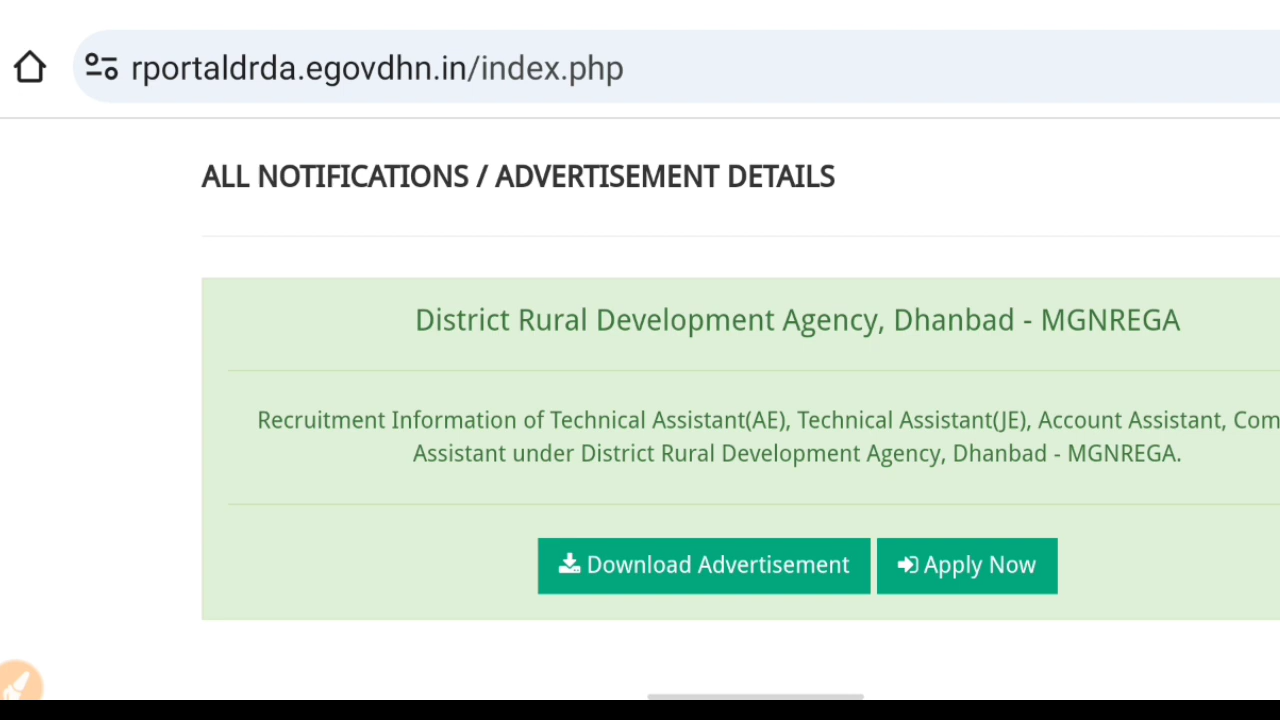 rportaldrda.egovdhn.in/index.php
ALL NOTIFICATIONS / ADVERTISEMENT DETAILS
District Rural Development Agency, Dhanbad - MGNREGA
Recruitment Information of Technical Assistant(AE), Technical Assistant(JE), Account Assistant, Com
Assistant under District Rural Development Agency, Dhanbad - MGNREGA.
Download Advertisement Apply Now